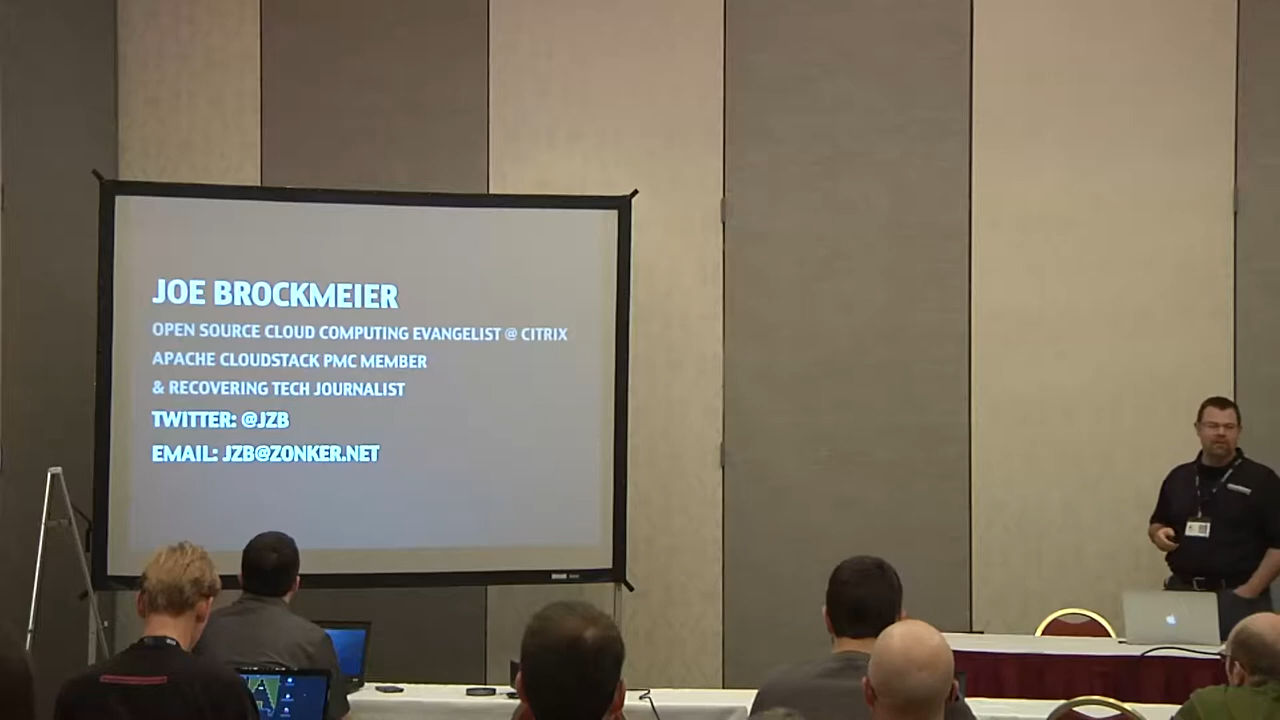 JOE BROCKMEIER
OPEN SOURCE CLOUD COMPUTING EVANGELIST @ CITRIX
APACHE CLOUDSTACK PMC MEMBER
& RECOVERING TECH JOURNALIST
TWITTER: @JZB
EMAIL: JZB@ZONKER.NET